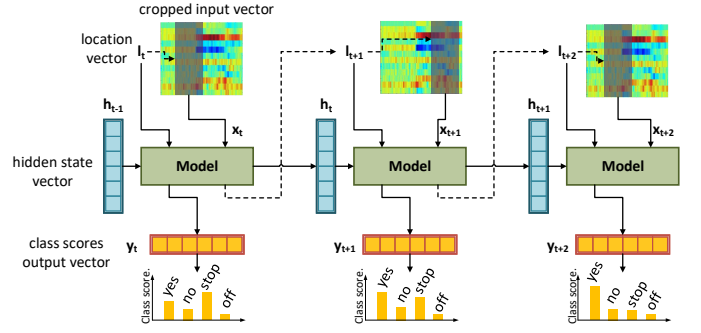 cropped input vector
location
vector
l_t
l_t+1
l_t+2
h_t-1
h_t
h_t+1
x_t
x_t+1
x_t+2
hidden state
vector
Model
Model
Model
class scores
output vector
y_t
y_t+1
y_t+2
Class score.
yes
no
stop
off
Class score.
yes
no
stop
off
Class score.
yes
no
stop
off